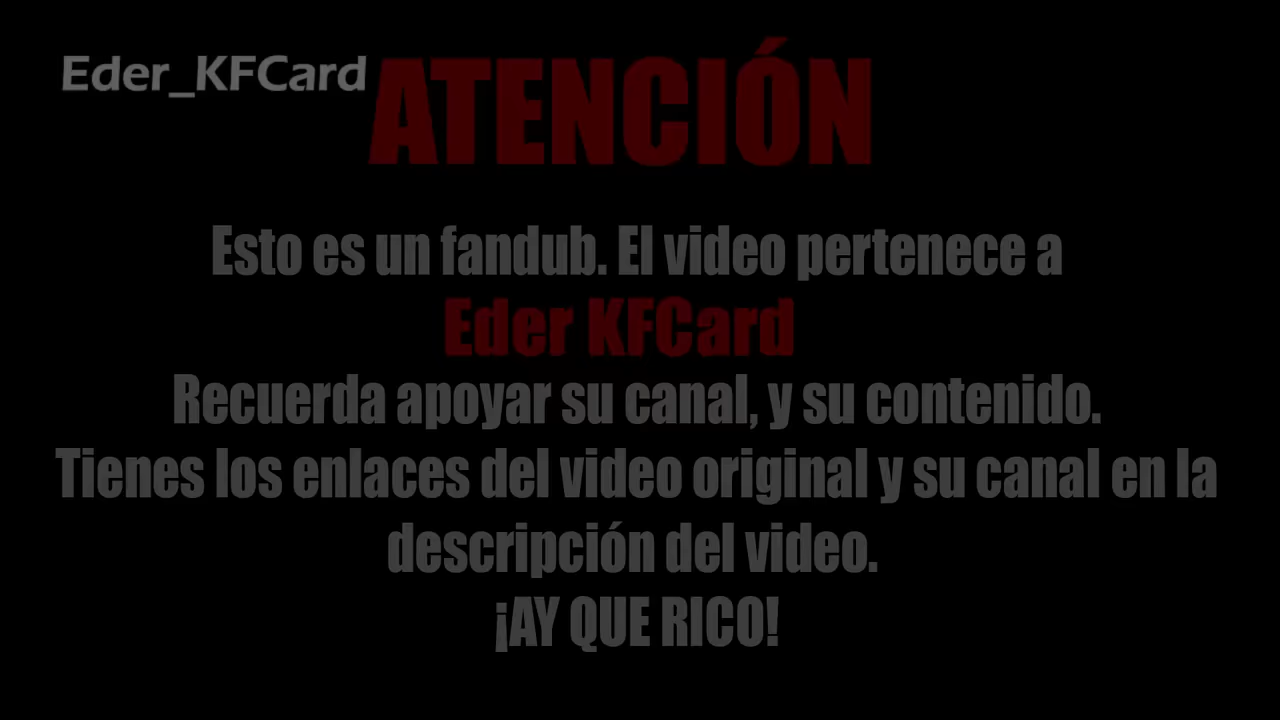 Eder_KFCard
ATENCIÓN
Esto es un fandub. El video pertenece a
Eder KFCard
Recuerda apoyar su canal, y su contenido.
Tienes los enlaces del video original y su canal en la
descripción del video.
¡AY QUE RICO!